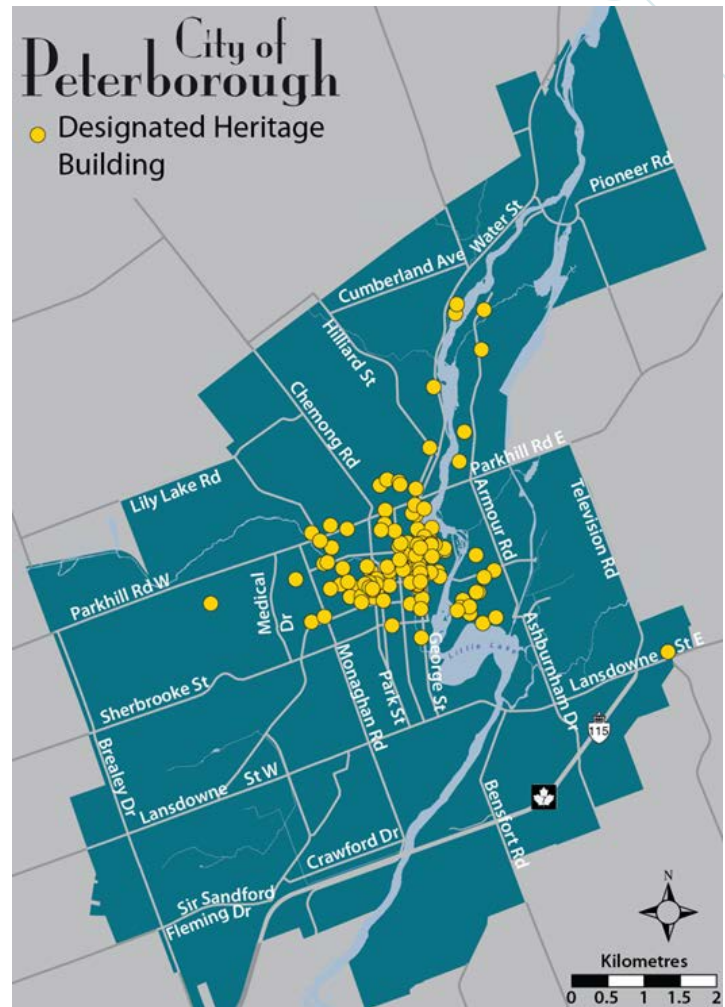 City of
Peterborough
Designated Heritage
Building
Pioneer Rd
Water St
Cumberland Ave
Hilliard St
Chemong Rd
Parkhill Rd E
Lily Lake Rd
Armour Rd
Television Rd
Parkhill Rd W
Medical
Dr
Ashburnham Dr
Little Lake
George St
Lansdowne St E
Monaghan Rd
Park St
Sherbrooke St
115
Brealey Dr
Lansdowne St W
7
Bensfort Rd
Crawford Dr
Sir Sandford
Fleming Dr
N
Kilometres
0 0.5 1 1.5 2